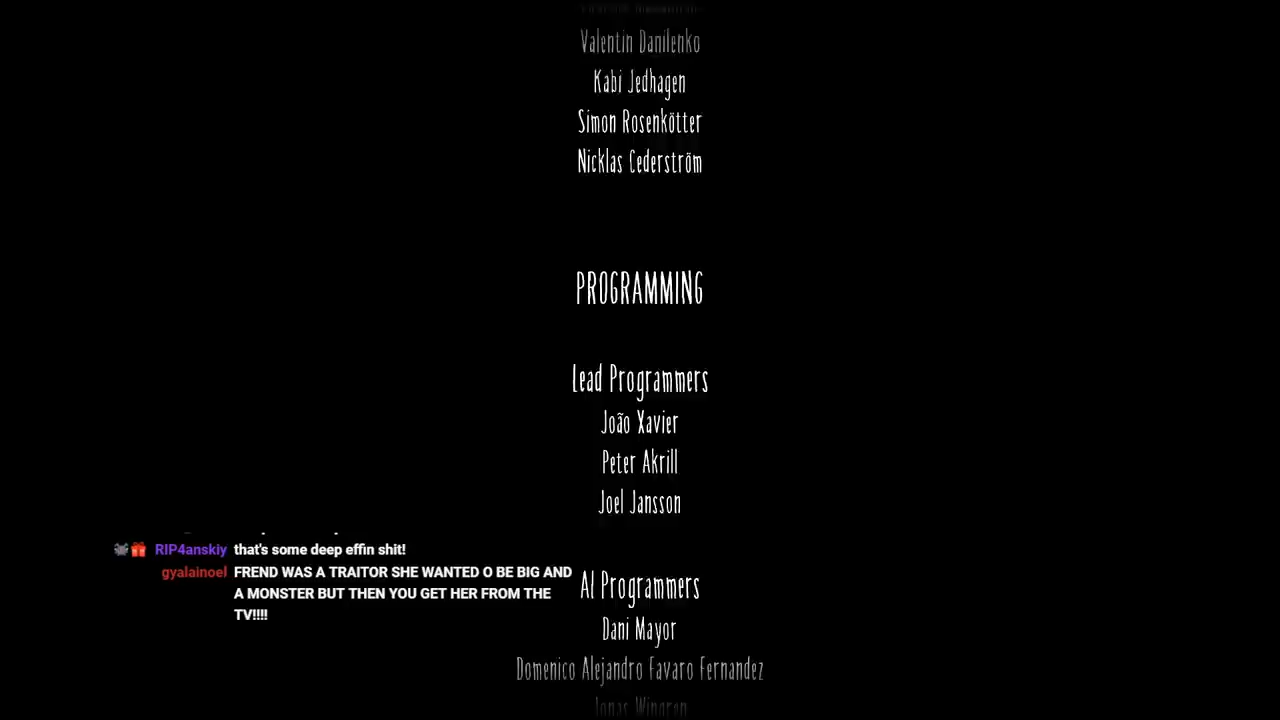 Valentin Danilenko
Kabi Jedhagen
Simon Rosenkötter
Nicklas Cederström
PROGRAMMING
Lead Programmers
João Xavier
Peter Akrill
Joel Jansson
RIP4anskiy that's some deep effin shit!
gyalainoel FREND WAS A TRAITOR SHE WANTED O BE BIG AND
A MONSTER BUT THEN YOU GET HER FROM THE
TV!!!!
AI Programmers
Dani Mayor
Domenico Alejandro Favaro Fernandez
Jonas Wingren